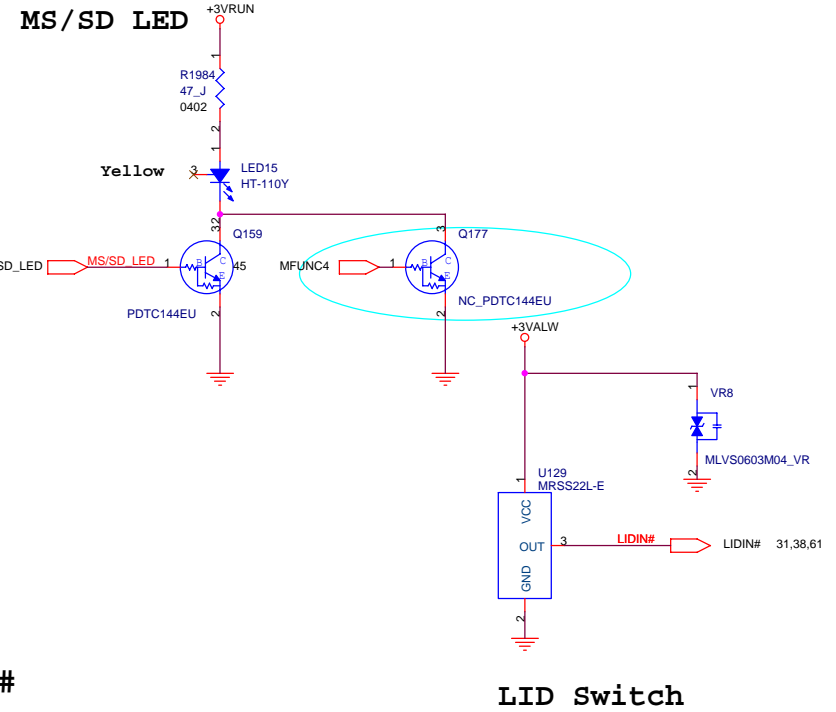 MS/SD LED
+3VRUN
1
R1984
47_J
0402
2
1
Yellow
3
LED15
HT-110Y
32
Q159
3
Q177
SD_LED
MS/SD_LED
1
B
C
E
45
MFUNC4
1
B
C
E
PDTC144EU
2
NC_PDTC144EU
2
+3VALW
1
VR8
MLVS0603M04_VR
2
U129
MRSS22L-E
1
VCC
OUT
3
LIDIN#
LIDIN# 31,38,61
GND
2
#
LID Switch